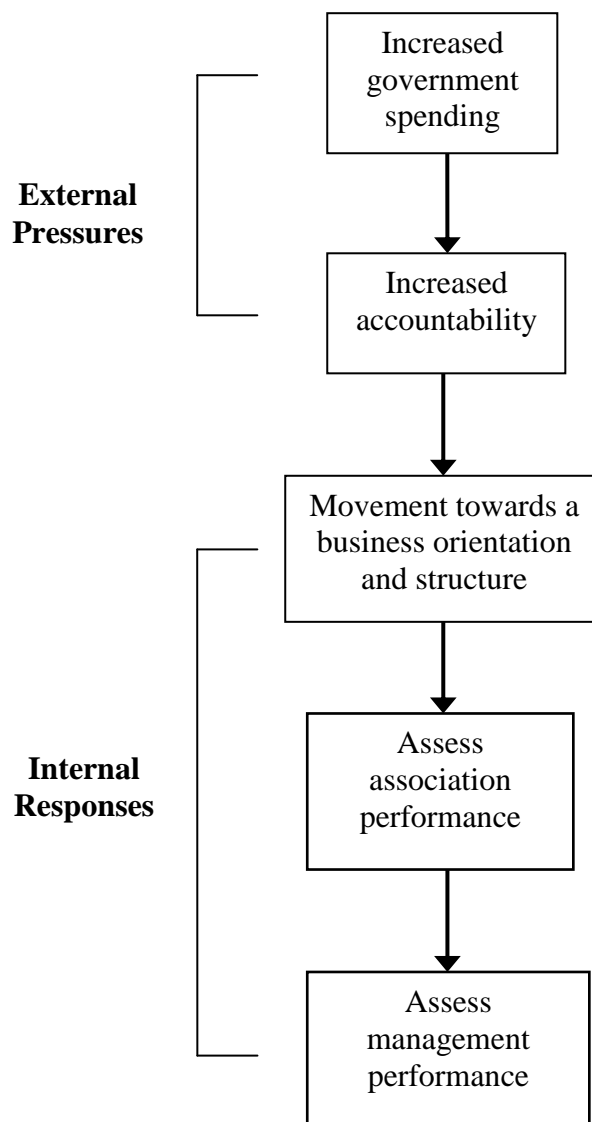 Increased
government
spending
External
Pressures
Increased
accountability
Movement towards a
business orientation
and structure
Internal
Responses
Assess
association
performance
Assess
management
performance